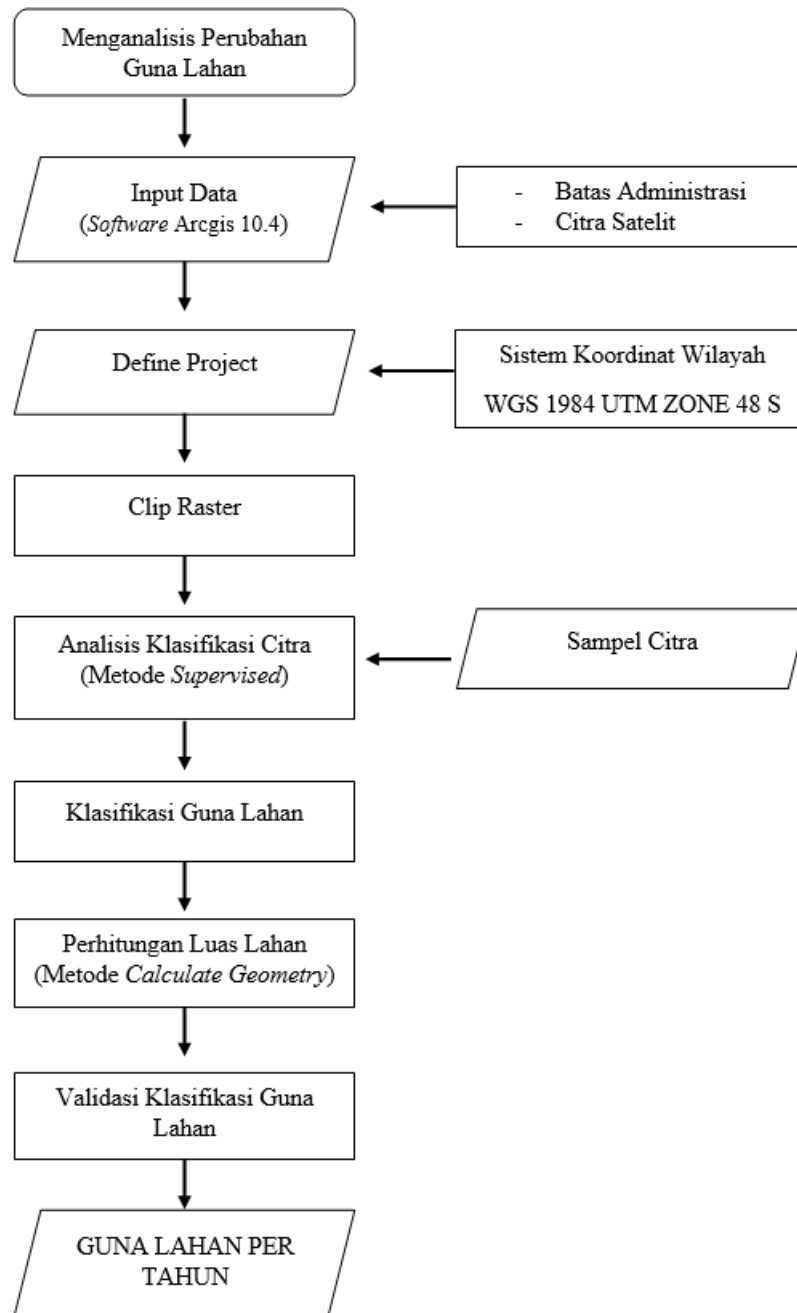 Menganalisis Perubahan
Guna Lahan
Input Data
(Software Arcgis 10.4)
- Batas Administrasi
- Citra Satelit
Define Project
Sistem Koordinat Wilayah
WGS 1984 UTM ZONE 48 S
Clip Raster
Analisis Klasifikasi Citra
(Metode Supervised)
Sampel Citra
Klasifikasi Guna Lahan
Perhitungan Luas Lahan
(Metode Calculate Geometry)
Validasi Klasifikasi Guna
Lahan
GUNA LAHAN PER
TAHUN